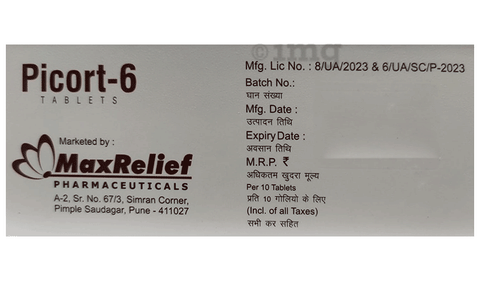 Picort-6
TABLETS
Marketed by :
MaxRelief
PHARMACEUTICALS
A-2, Sr. No. 67/3, Simran Corner,
Pimple Saudagar, Pune - 411027
Mfg. Lic No. : 8/UA/2023 & 6/UA/SC/P-2023
Batch No.:
घान संख्या
Mfg. Date :
उत्पादन तिथि
Expiry Date :
अवसान तिथि
M.R.P. ₹
अधिकतम खुदरा मूल्य
Per 10 Tablets
प्रति 10 गोलियो के लिए
(Incl. of all Taxes)
सभी कर सहित